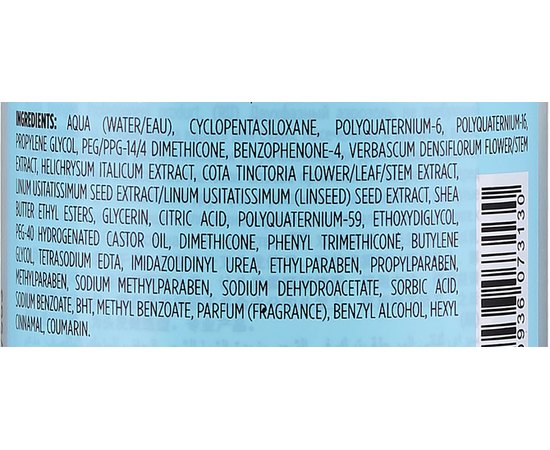 INGREDIENTS: AQUA (WATER/EAU), CYCLOPENTASILOXANE, POLYQUATERNIUM-6, POLYQUATERNIUM-16,
PROPYLENE GLYCOL, PEG/PPG-14/4 DIMETHICONE, BENZOPHENONE-4, VERBASCUM DENSIFLORUM FLOWER/STEM
EXTRACT, HELICHRYSUM ITALICUM EXTRACT, COTA TINCTORIA FLOWER/LEAF/STEM EXTRACT,
LINUM USITATISSIMUM SEED EXTRACT/LINUM USITATISSIMUM (LINSEED) SEED EXTRACT, SHEA
BUTTER ETHYL ESTERS, GLYCERIN, CITRIC ACID, POLYQUATERNIUM-59, ETHOXYDIGLYCOL,
PEG-40 HYDROGENATED CASTOR OIL, DIMETHICONE, PHENYL TRIMETHICONE, BUTYLENE
GLYCOL, TETRASODIUM EDTA, IMIDAZOLIDINYL UREA, ETHYLPARABEN, PROPYLPARABEN,
METHYLPARABEN, SODIUM METHYLPARABEN, SODIUM DEHYDROACETATE, SORBIC ACID,
SODIUM BENZOATE, BHT, METHYL BENZOATE, PARFUM (FRAGRANCE), BENZYL ALCOHOL, HEXYL
CINNAMAL, COUMARIN.
936 073130